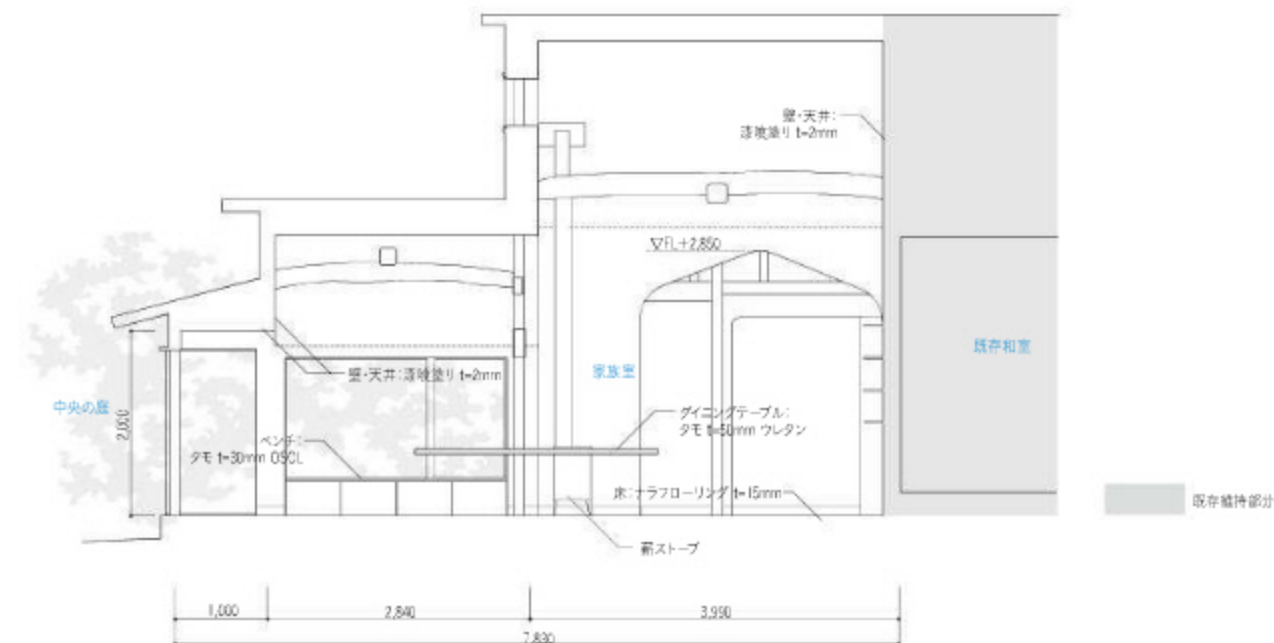 壁・天井:
漆喰塗り t=2mm
▽FL+2,850
家族室
既存和室
壁・天井:漆喰塗り t=2mm
中央の庭
2,000
ダイニングテーブル:
タモ t=50mm ウレタン
ベンチ:
タモ t=30mm OSCL
床:ナラフローリング t=15mm
既存維持部分
薪ストーブ
1,000
2,840
3,990
7,830